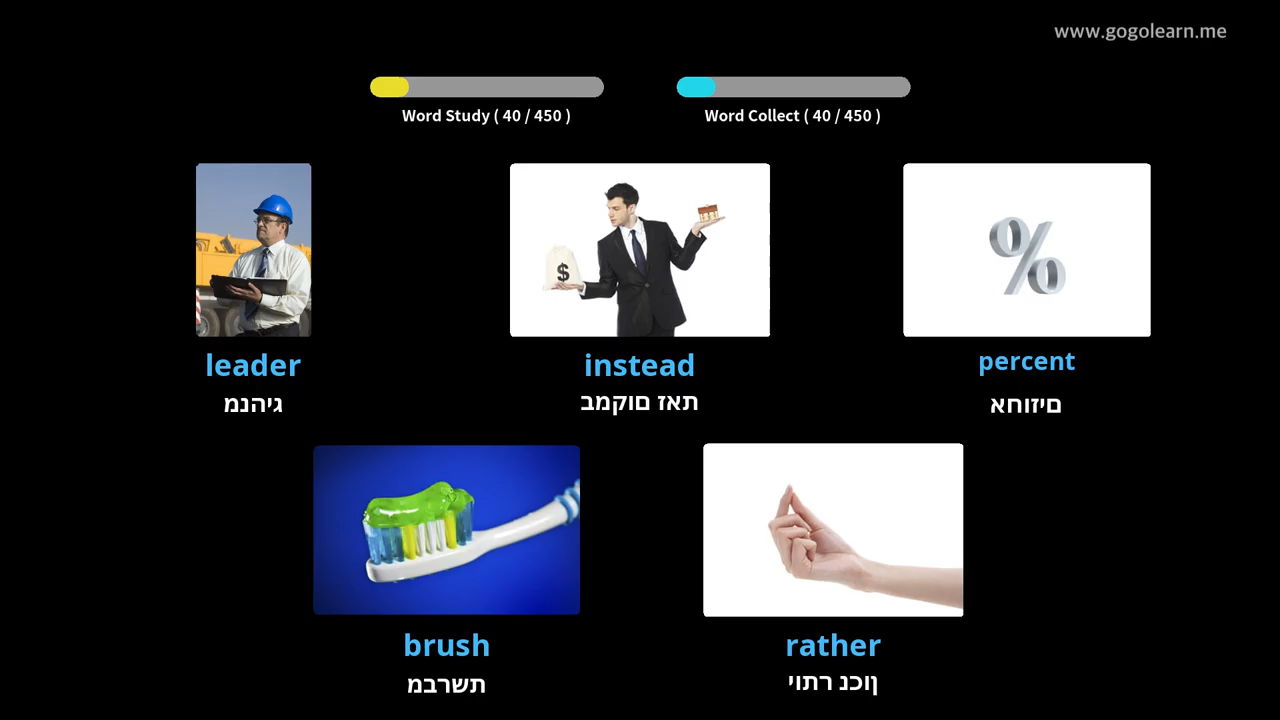 www.gogolearn.me
Word Study ( 40 / 450 )
Word Collect ( 40 / 450 )
leader
גיהנמ
instead
תאז םוקמב
percent
םיזוחא
$
%
brush
תשרבמ
rather
ןוכנ רתוי